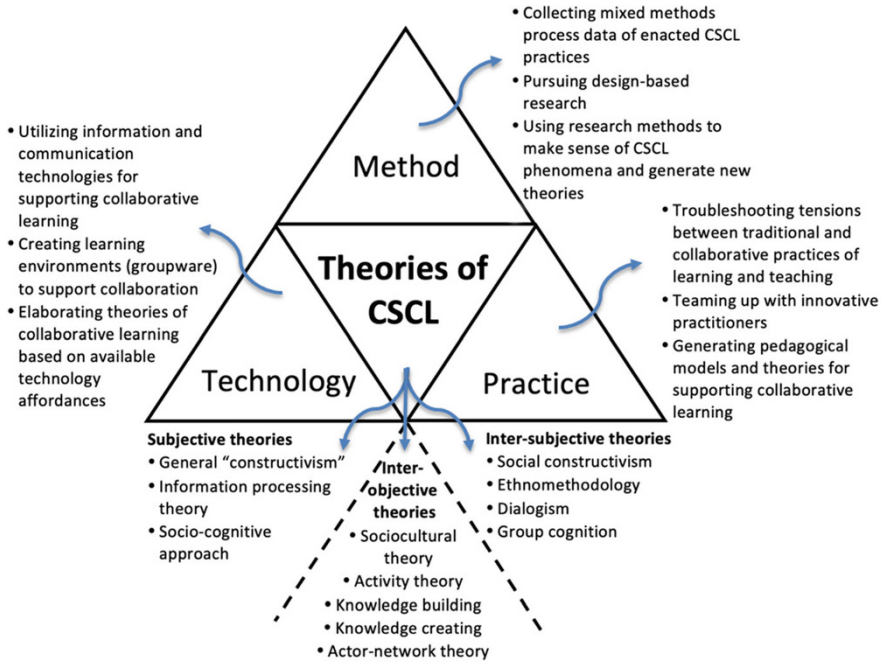 • Collecting mixed methods
process data of enacted CSCL
practices
• Pursuing design-based
research
• Using research methods to
make sense of CSCL
phenomena and generate new
theories
Method
• Utilizing information and
communication
technologies for
supporting collaborative
learning
• Creating learning
environments (groupware)
to support collaboration
• Elaborating theories of
collaborative learning
based on available
technology
affordances
Theories of
CSCL
• Troubleshooting tensions
between traditional and
collaborative practices of
learning and teaching
• Teaming up with innovative
practitioners
• Generating pedagogical
models and theories for
supporting collaborative
learning
Technology
Practice
Subjective theories
• General “constructivism”
• Information processing
theory
• Socio-cognitive
approach
Inter-
objective
theories
• Sociocultural
theory
• Activity theory
• Knowledge building
• Knowledge creating
• Actor-network theory
Inter-subjective theories
• Social constructivism
• Ethnomethodology
• Dialogism
• Group cognition